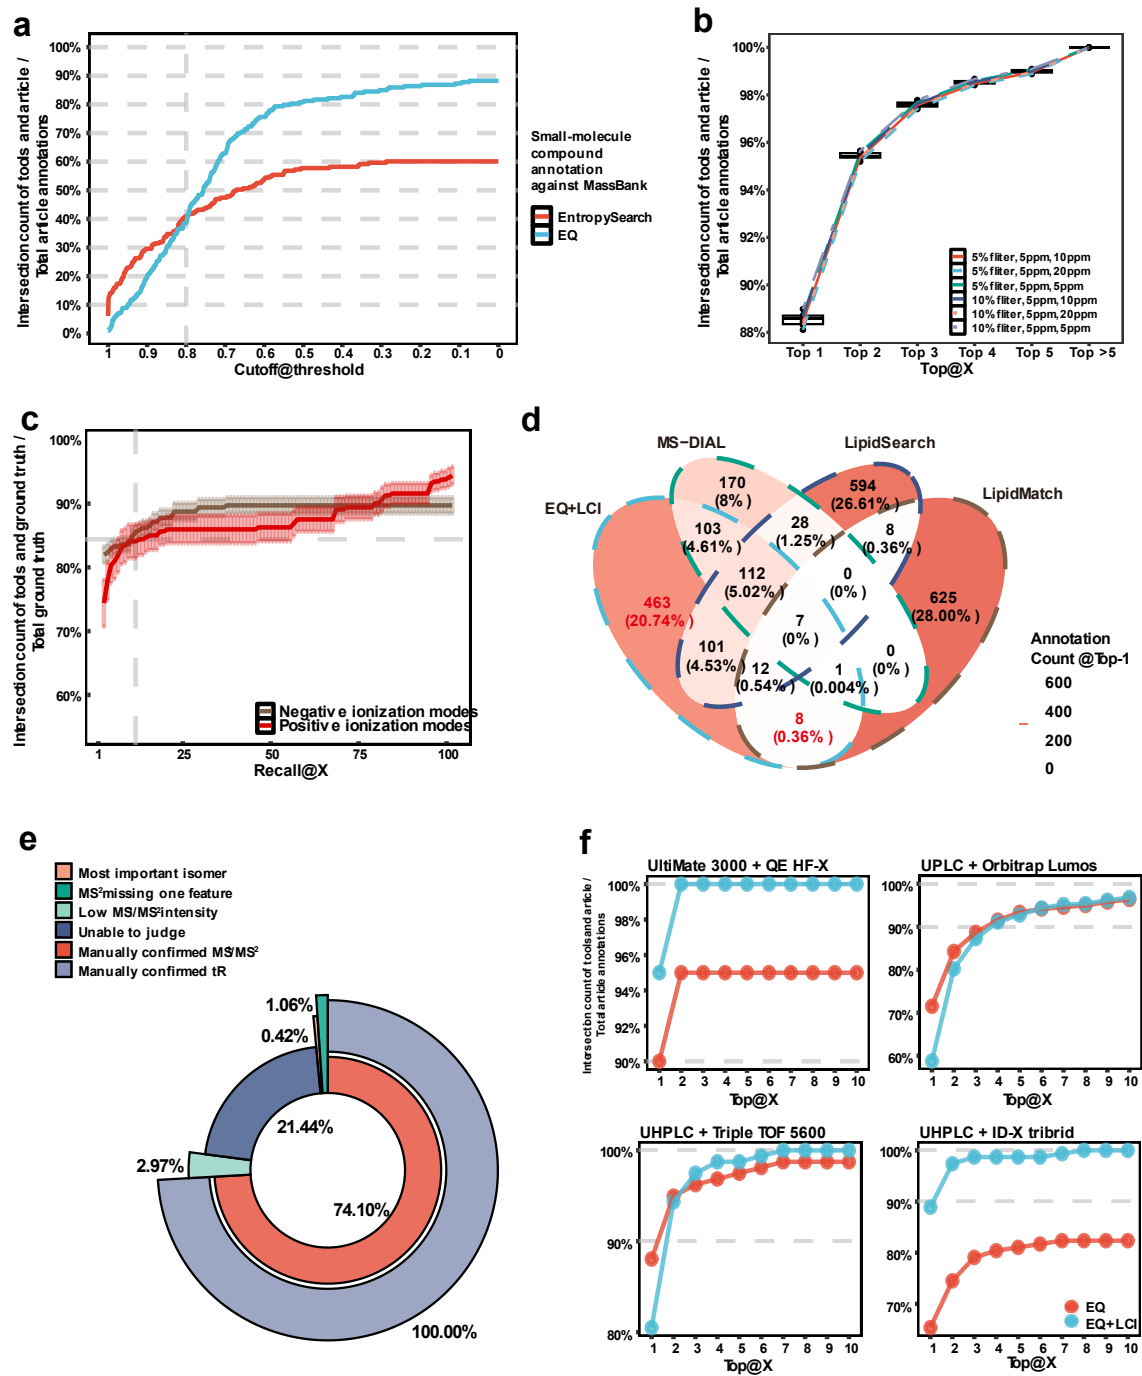 a
Intersection count of tools and article /
Total article annotations
100%
90%
80%
70%
60%
50%
40%
30%
20%
10%
0%
1 0.9 0.8 0.7 0.6 0.5 0.4 0.3 0.2 0.1 0
Cutoff@threshold
Small-molecule
compound
annotation
against MassBank
EntropySearch
EQ
b
Intersection count of tools and article /
Total article annotations
100%
98%
96%
94%
92%
90%
88%
5% fliter, 5ppm, 10ppm
5% fliter, 5ppm, 20ppm
5% fliter, 5ppm, 5ppm
10% fliter, 5ppm, 10ppm
10% fliter, 5ppm, 20ppm
10% fliter, 5ppm, 5ppm
Top 1 Top 2 Top 3 Top 4 Top 5 Top >5
Top@X
c
Intersection count of tools and ground truth /
Total ground truth
100%
90%
80%
70%
60%
Negative ionization modes
Positive ionization modes
1 25 50 75 100
Recall@X
d
MS-DIAL
LipidSearch
EQ+LCI
LipidMatch
170
(8%)
594
(26.61%)
103
(4.61%)
28
(1.25%)
8
(0.36%)
112
(5.02%)
0
(0%)
463
(20.74%)
625
(28.00%)
7
(0%)
101
(4.53%)
12
(0.54%)
1
(0.004%)
0
(0%)
8
(0.36%)
Annotation
Count @Top-1
600
400
200
0
e
Most important isomer
MS²missing one feature
Low MS/MS²intensity
Unable to judge
Manually confirmed MS/MS²
Manually confirmed tR
1.06%
0.42%
21.44%
2.97%
74.10%
100.00%
f
Intersection count of tools and article /
Total article annotations
UltiMate 3000 + QE HF-X
100%
98%
96%
94%
92%
90%
1 2 3 4 5 6 7 8 9 10
Top@X
UPLC + Orbitrap Lumos
100%
90%
80%
70%
60%
1 2 3 4 5 6 7 8 9 10
Top@X
UHPLC + Triple TOF 5600
100%
90%
80%
1 2 3 4 5 6 7 8 9 10
Top@X
UHPLC + ID-X tribrid
100%
90%
80%
70%
EQ
EQ+LCI
1 2 3 4 5 6 7 8 9 10
Top@X